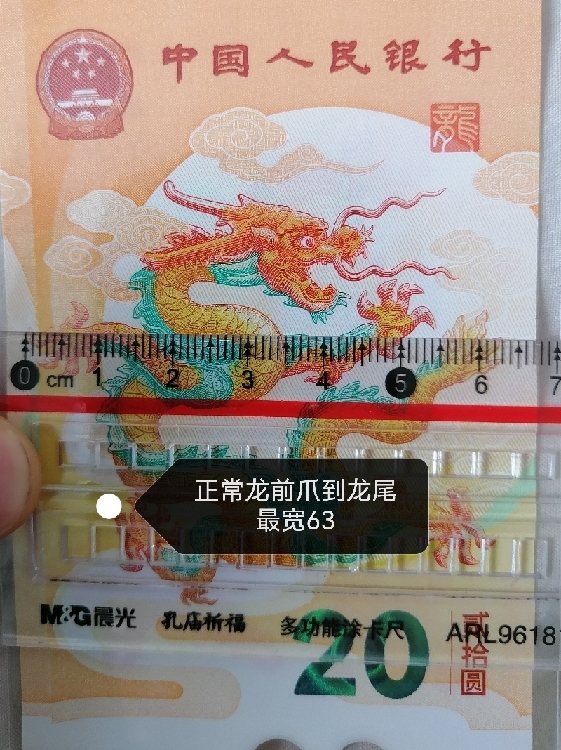 中国人民银行
龍
0 cm 1 2 3 4 5 6 7
正常龙前爪到龙尾
最宽63
M&G晨光 孔庙祈福 多功能涂卡尺 ARL96181
20
贰拾圆